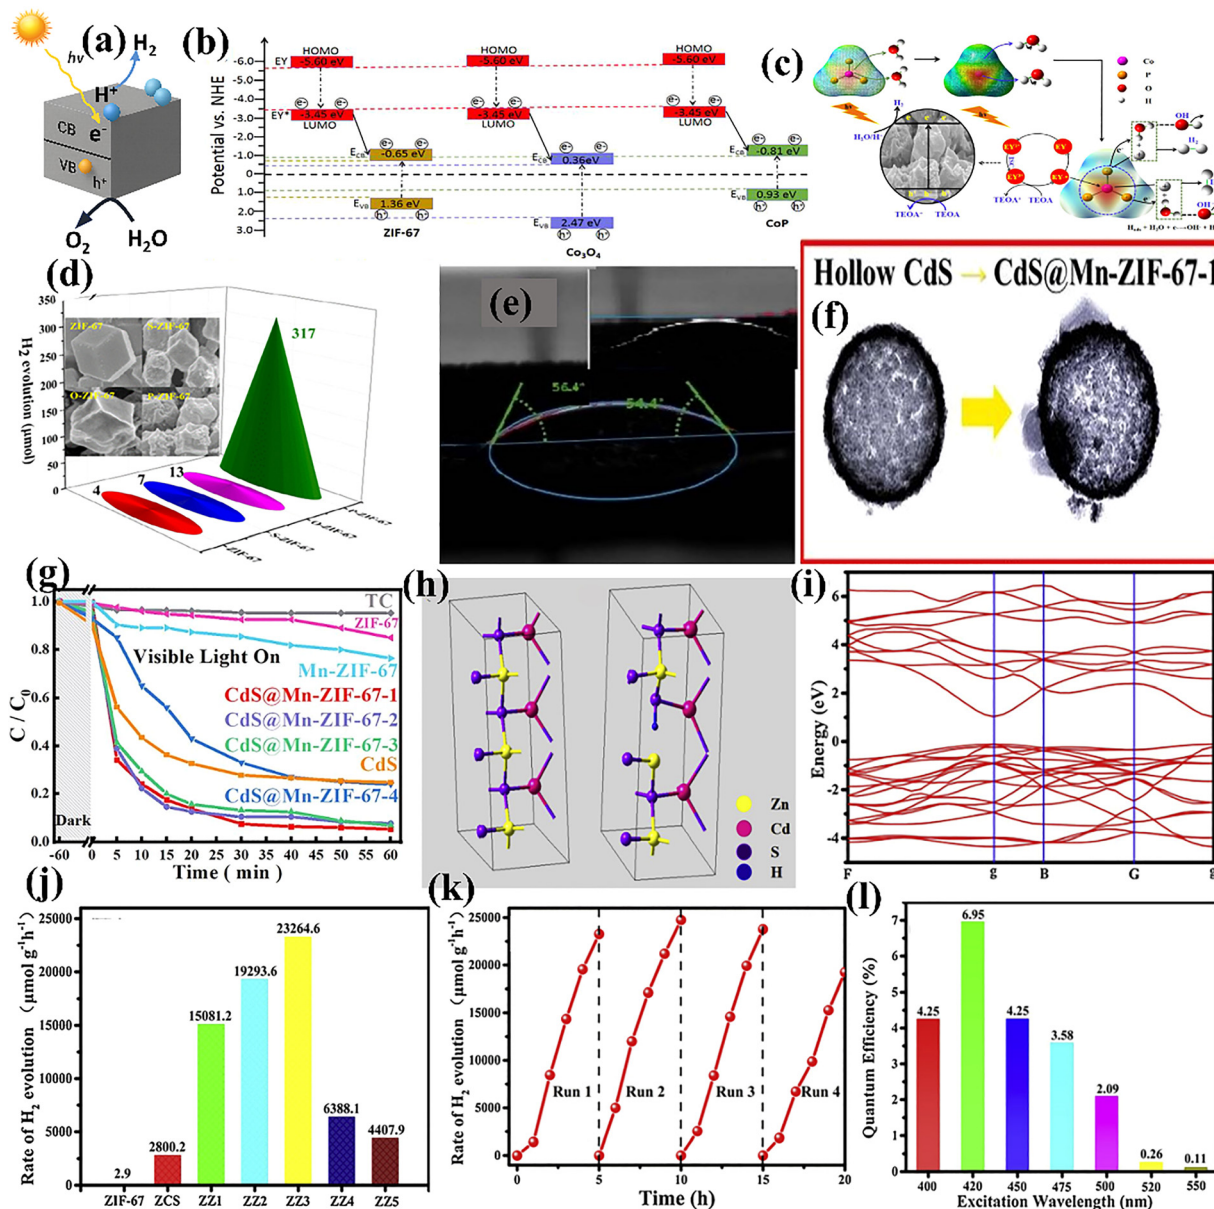 (a)
hν
H₂
H⁺
e⁻
CB
VB
h⁺
O₂
H₂O
(b)
Potential vs. NHE
-6.0
-5.0
-4.0
-3.0
-2.0
-1.0
0
1.0
2.0
3.0
EY
HOMO
-5.60 eV
HOMO
-5.60 eV
HOMO
-5.60 eV
EY*
e⁻ e⁻
-3.45 eV
LUMO
e⁻ e⁻
-3.45 eV
LUMO
e⁻ e⁻
-3.45 eV
LUMO
E_CB
e⁻ e⁻
-0.65 eV
1.36 eV
E_VB
h⁺ h⁺
ZIF-67
E_CB
e⁻ e⁻
0.36eV
E_VB
2.47 eV
h⁺ h⁺
Co₃O₄
E_CB
e⁻ e⁻
-0.81 eV
E_VB
0.93 eV
h⁺ h⁺
CoP
(c)
Co
P
O
H
hν
hν
H₂
H₂O/H⁺
TEOA⁺
TEOA
TEOA⁺
TEOA
OH⁻
H₂
(d)
H₂ evolution (μmol)
350
300
250
200
150
100
50
0
ZIF-67
S-ZIF-67
O-ZIF-67
P-ZIF-67
4
7
13
317
ZIF-67
S-ZIF-67
O-ZIF-67
P-ZIF-67
(e)
56.4°
54.4°
Hollow CdS → CdS@Mn-ZIF-67-1
(f)
(g)
C / C₀
1.0
0.8
0.6
0.4
0.2
0.0
Dark
Visible Light On
TC
ZIF-67
Mn-ZIF-67
CdS@Mn-ZIF-67-1
CdS@Mn-ZIF-67-2
CdS@Mn-ZIF-67-3
CdS
CdS@Mn-ZIF-67-4
-60 0 5 10 15 20 30 40 50 60
Time ( min )
(h)
Zn
Cd
S
H
(i)
Energy (eV)
6
4
2
0
-2
-4
F g B G g
(j)
Rate of H₂ evolution (μmol g⁻¹h⁻¹)
25000
20000
15000
10000
5000
0
2.9
2800.2
15081.2
19293.6
23264.6
6388.1
4407.9
ZIF-67 ZCS ZZ1 ZZ2 ZZ3 ZZ4 ZZ5
(k)
Rate of H₂ evolution (μmol g⁻¹h⁻¹)
25000
20000
15000
10000
5000
0
Run 1
Run 2
Run 3
Run 4
0 5 10 15 20
Time (h)
(l)
Quantum Efficiency (%)
7
6
5
4
3
2
1
0
4.25
6.95
4.25
3.58
2.09
0.26
0.11
400 420 450 475 500 520 550
Excitation Wavelength (nm)